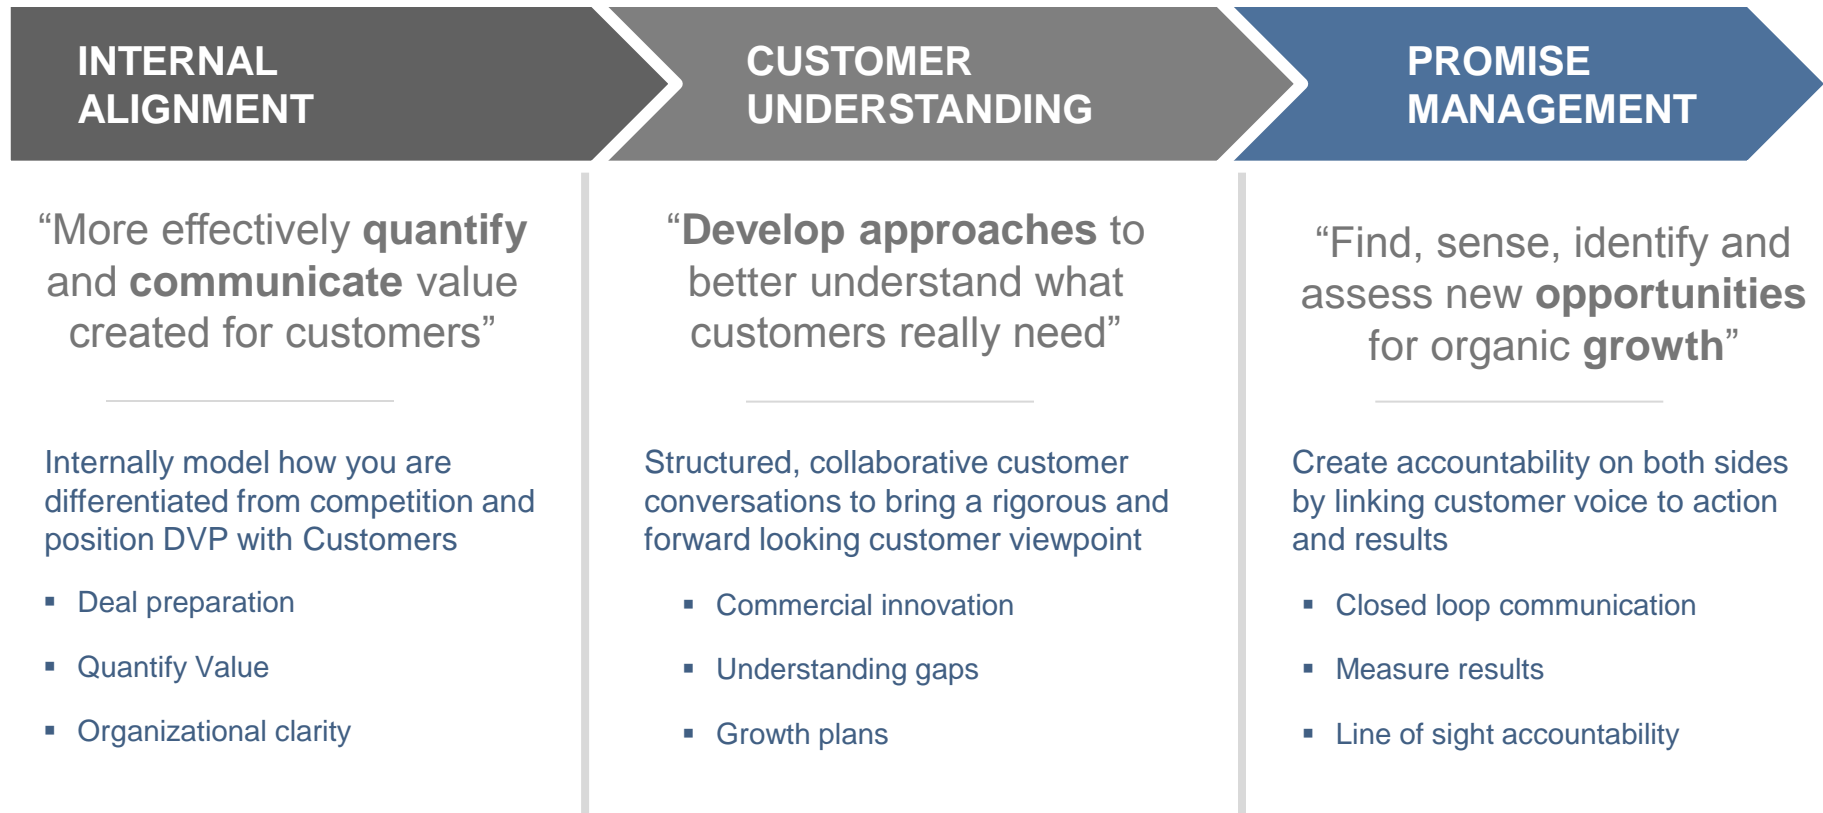 INTERNAL
ALIGNMENT
“More effectively quantify
and communicate value
created for customers”
Internally model how you are
differentiated from competition and
position DVP with Customers
▪ Deal preparation
▪ Quantify Value
▪ Organizational clarity
CUSTOMER
UNDERSTANDING
“Develop approaches to
better understand what
customers really need”
Structured, collaborative customer
conversations to bring a rigorous and
forward looking customer viewpoint
▪ Commercial innovation
▪ Understanding gaps
▪ Growth plans
PROMISE
MANAGEMENT
“Find, sense, identify and
assess new opportunities
for organic growth”
Create accountability on both sides
by linking customer voice to action
and results
▪ Closed loop communication
▪ Measure results
▪ Line of sight accountability